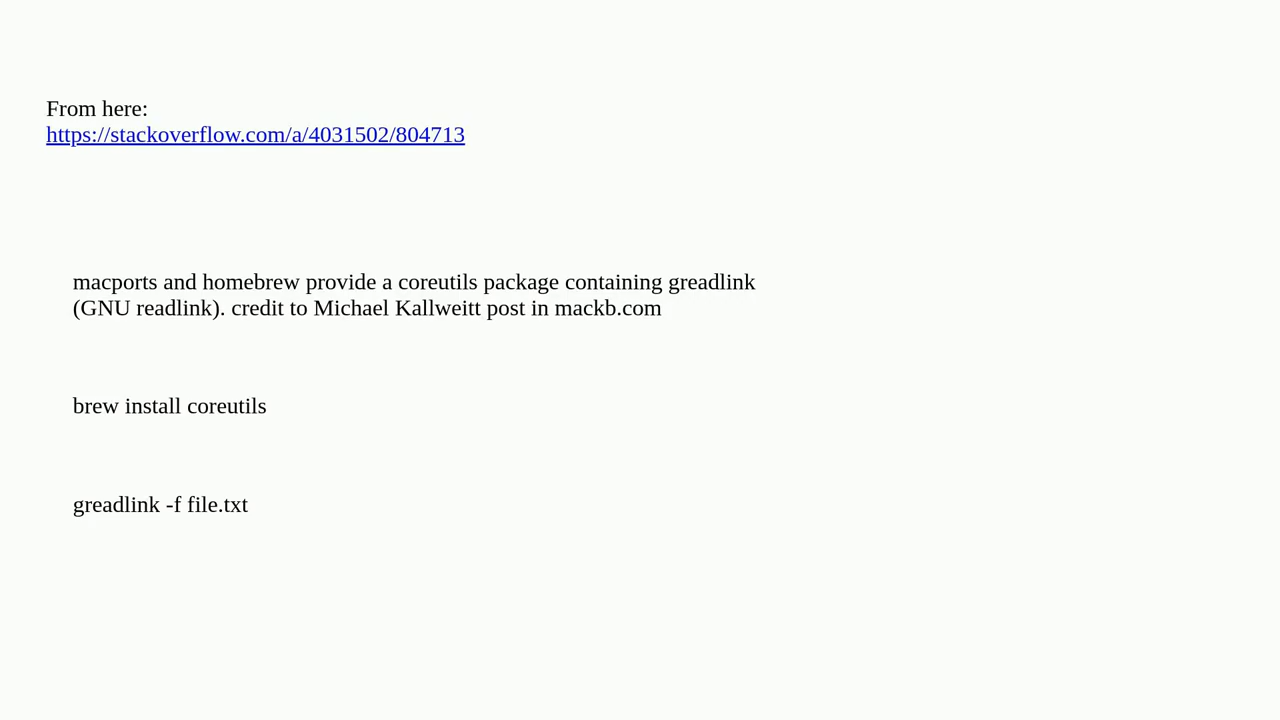 From here:
https://stackoverflow.com/a/4031502/804713
macports and homebrew provide a coreutils package containing greadlink
(GNU readlink). credit to Michael Kallweitt post in mackb.com
brew install coreutils
greadlink -f file.txt